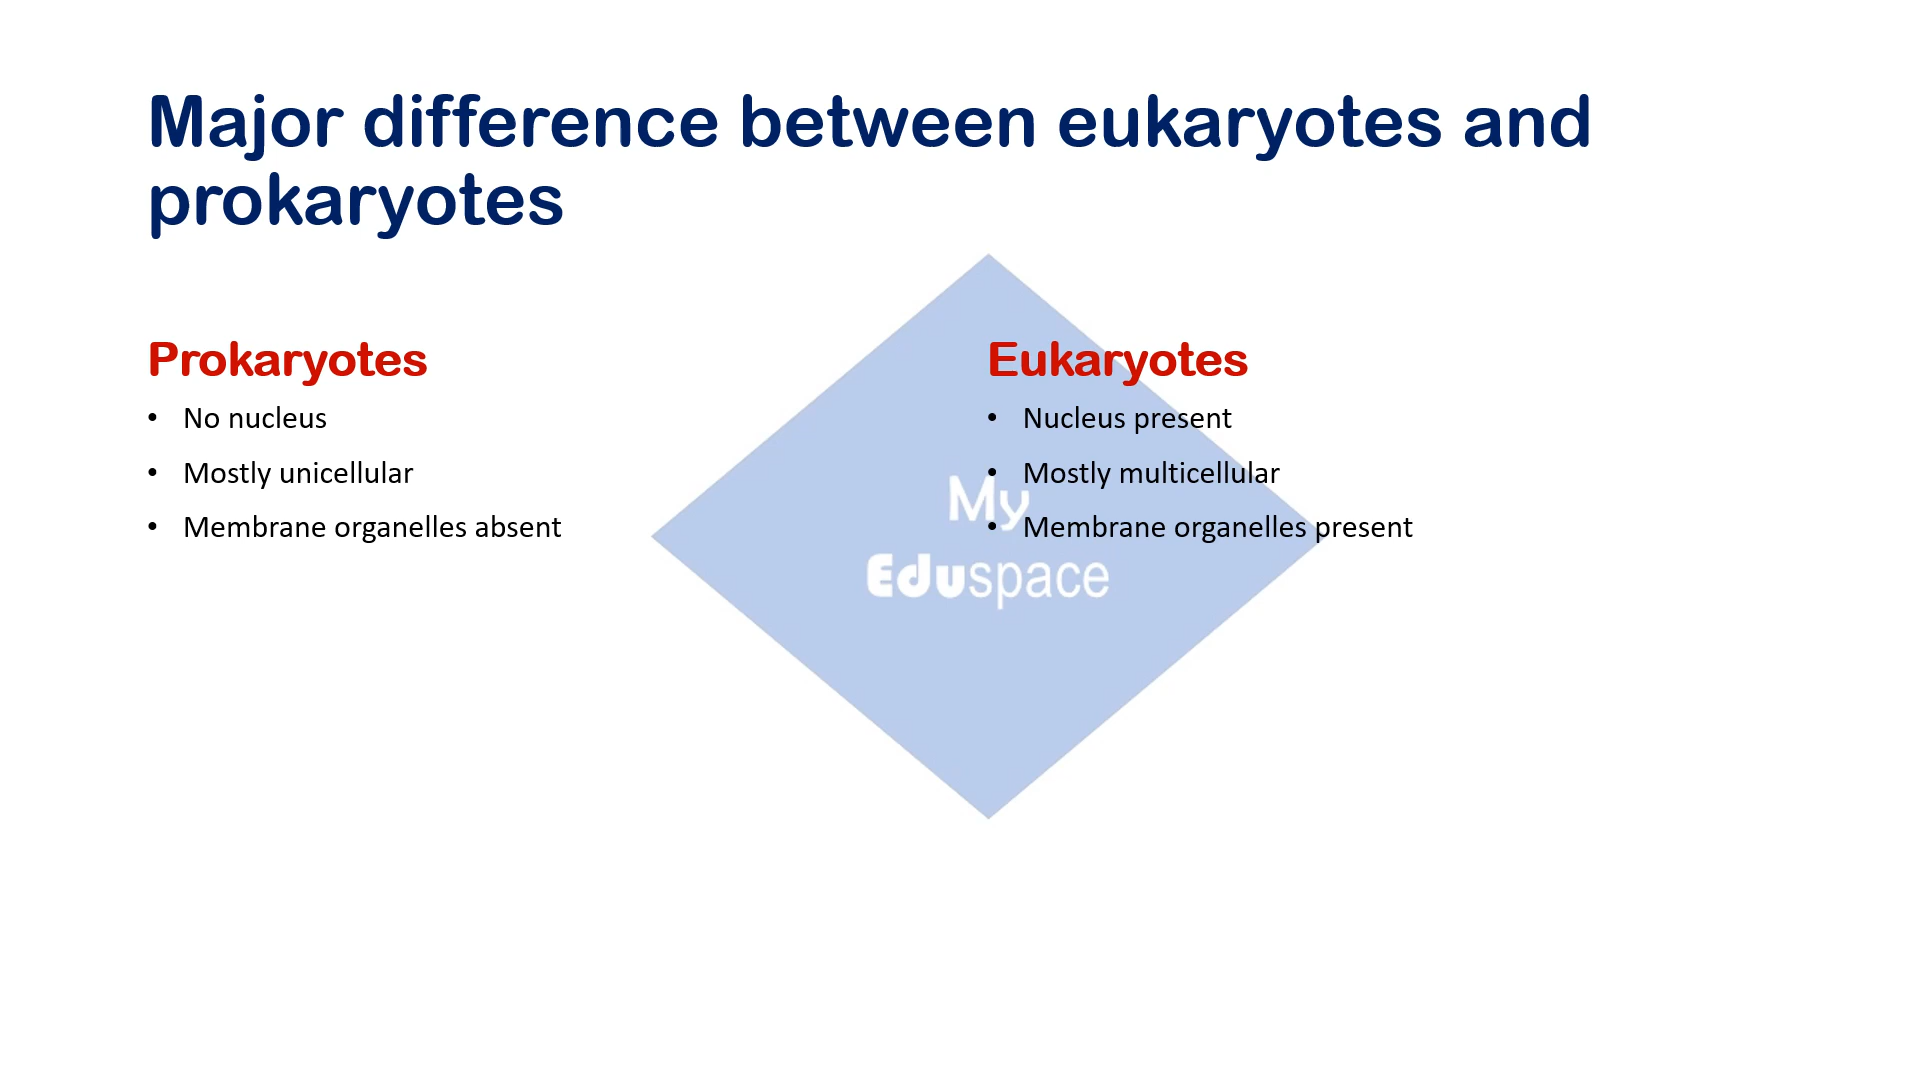 Major difference between eukaryotes and
prokaryotes
Prokaryotes
• No nucleus
• Mostly unicellular
• Membrane organelles absent
Eukaryotes
• Nucleus present
• Mostly multicellular
• Membrane organelles present
My
Eduspace